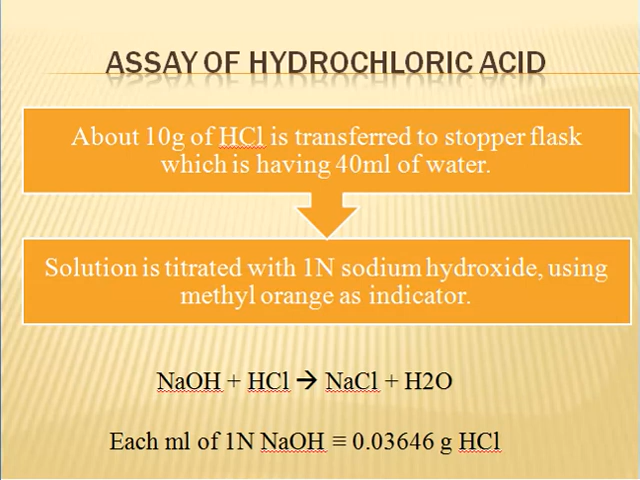 ASSAY OF HYDROCHLORIC ACID
About 10g of HCl is transferred to stopper flask
which is having 40ml of water.
Solution is titrated with 1N sodium hydroxide, using
methyl orange as indicator.
NaOH + HCl → NaCl + H2O
Each ml of 1N NaOH ≡ 0.03646 g HCl